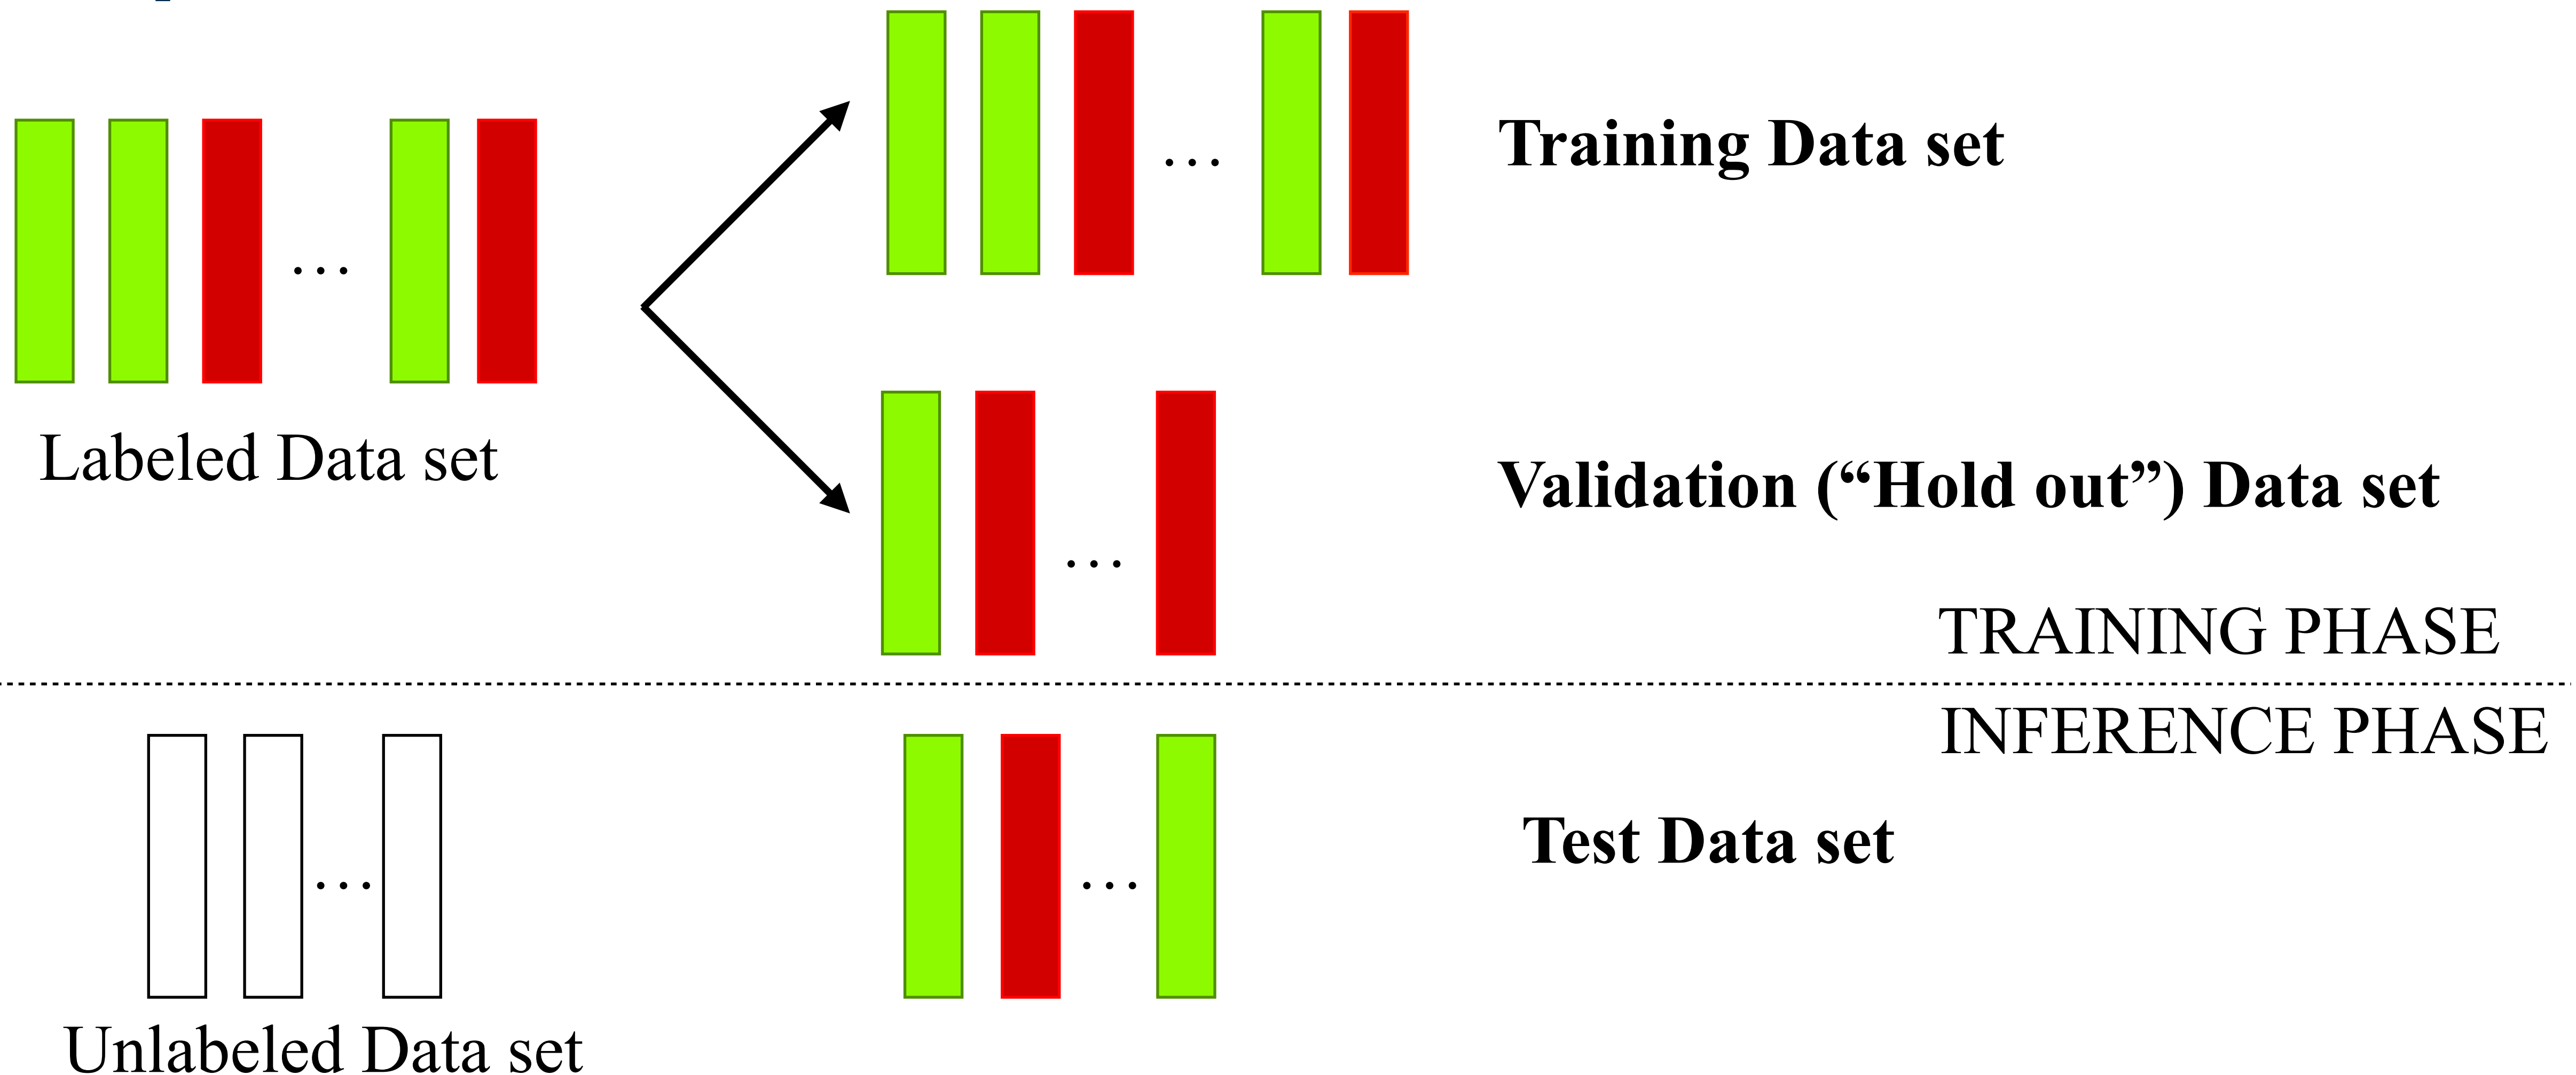 Training Data set
Labeled Data set
Validation (“Hold out”) Data set
TRAINING PHASE
INFERENCE PHASE
Test Data set
Unlabeled Data set